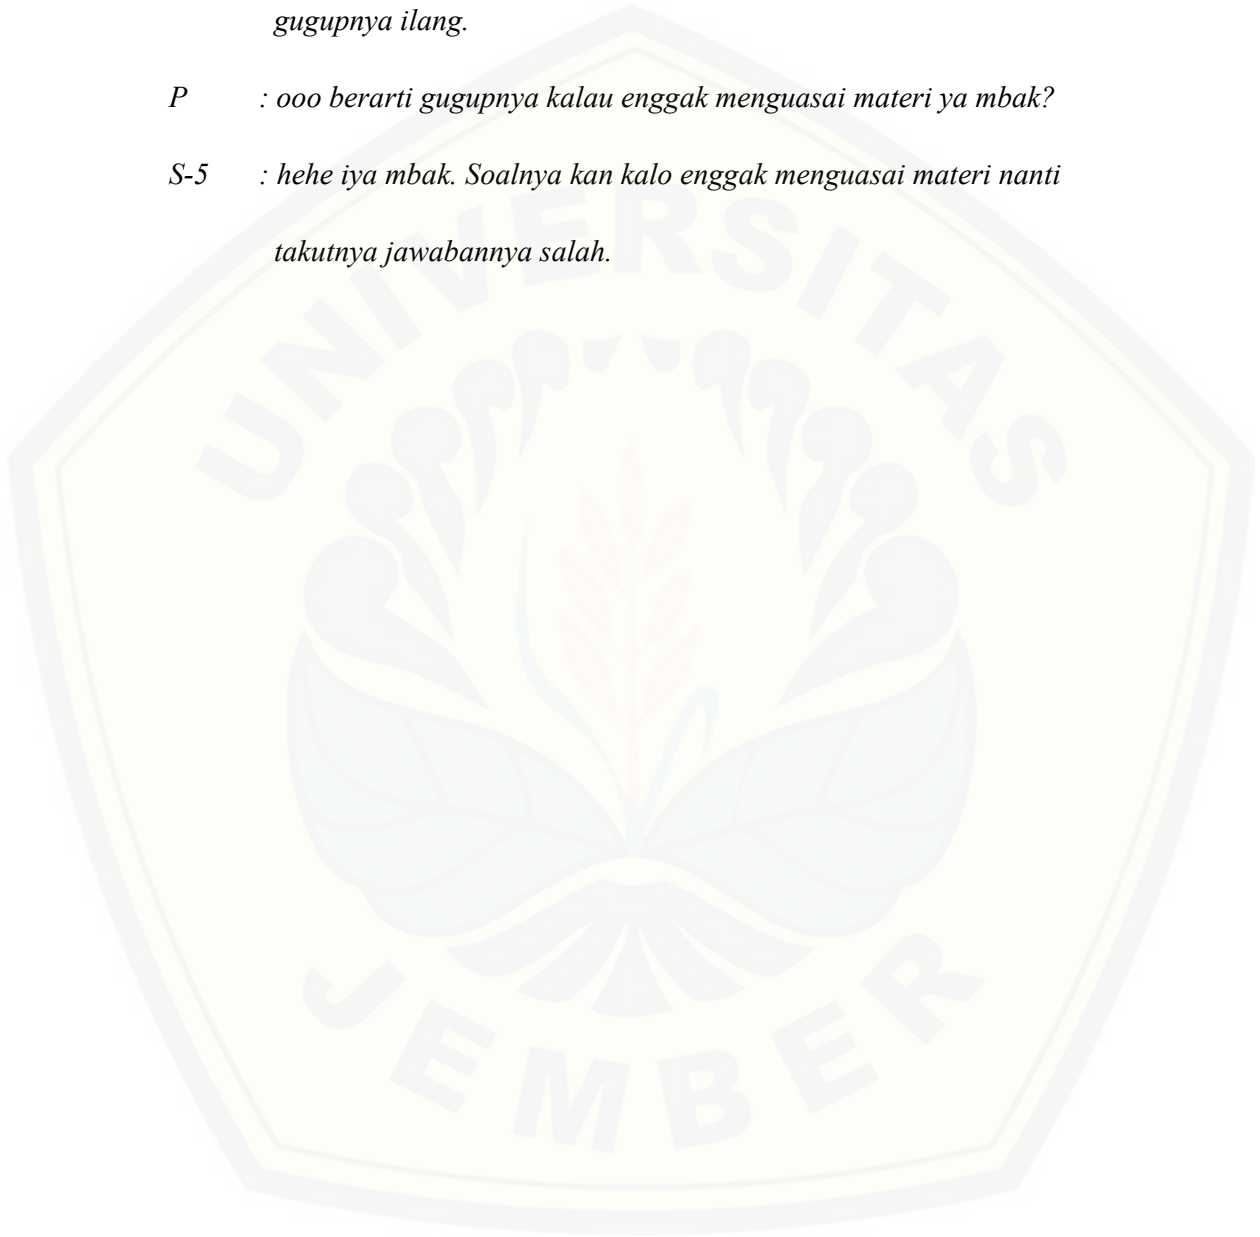 gugupnya ilang.
P : ooo berarti gugupnya kalau enggak menguasai materi ya mbak?
S-5 : hehe iya mbak. Soalnya kan kalo enggak menguasai materi nanti
takutnya jawabannya salah.
UNIVERSITAS
JEMBER